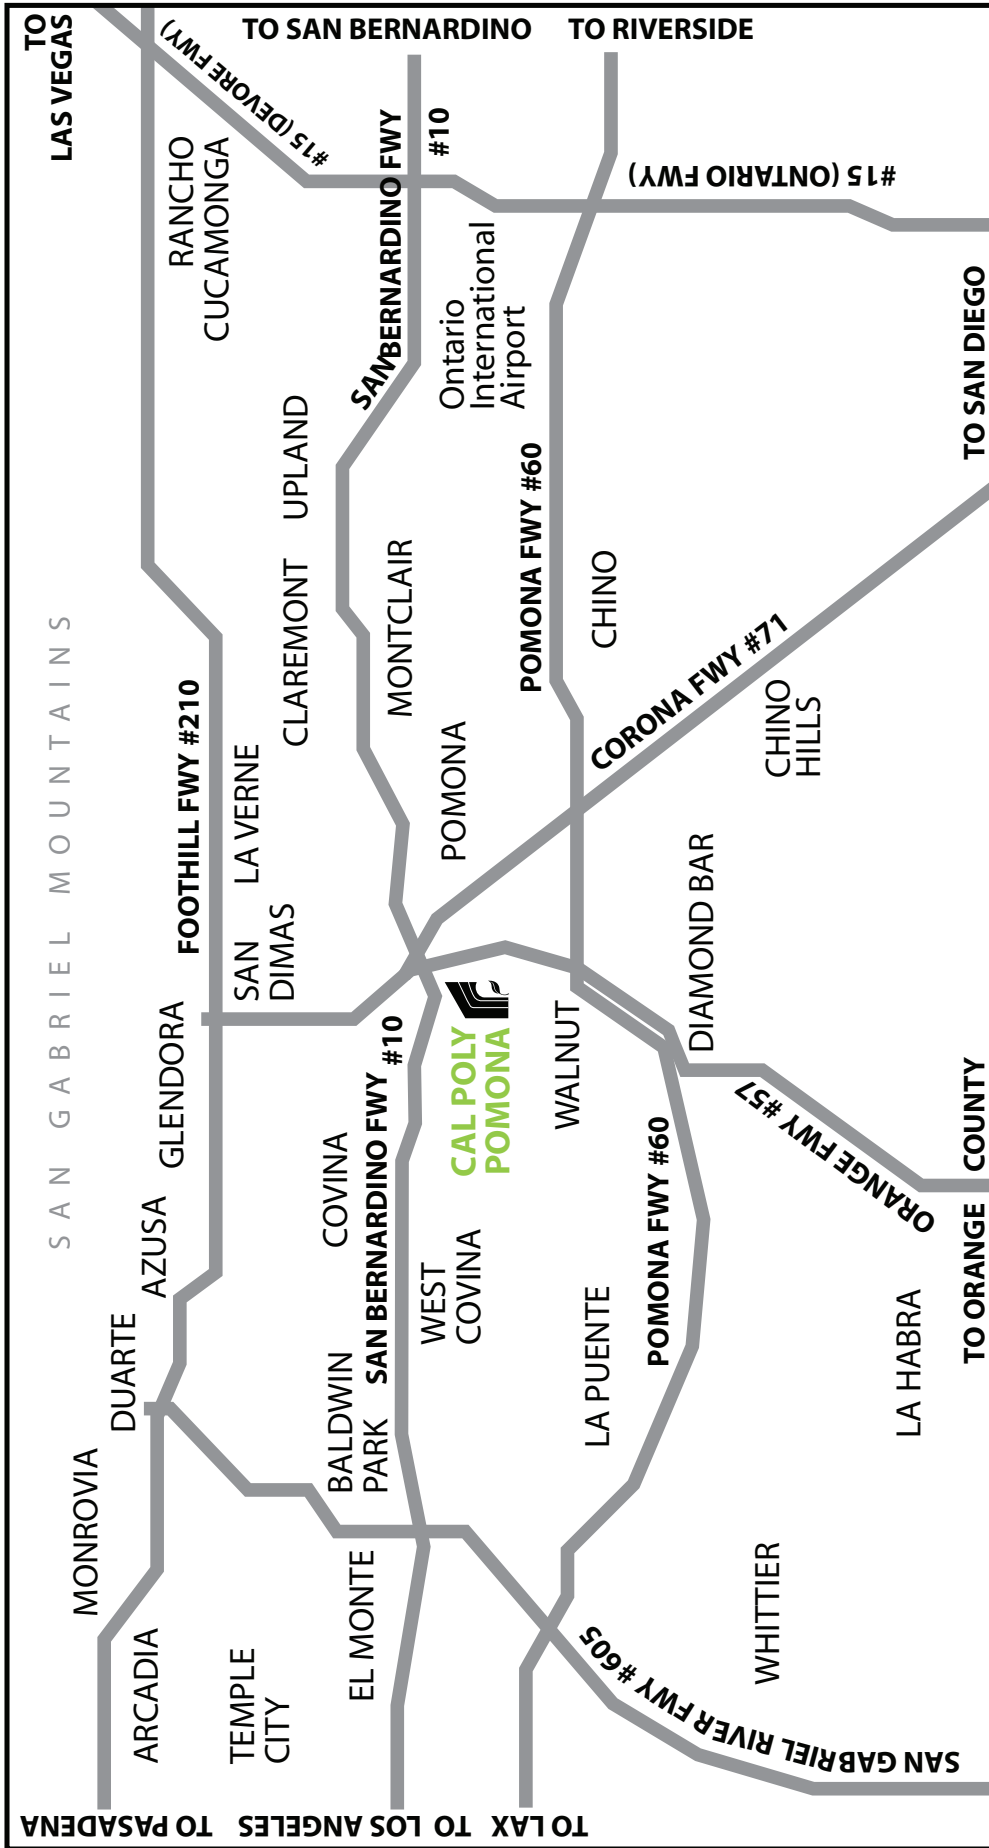 SAN GABRIEL MOUNTAINS
TO
LAS VEGAS
TO SAN BERNARDINO
TO RIVERSIDE
#15 (DEVORE FWY)
RANCHO
CUCAMONGA
SAN BERNARDINO FWY
#10
#15 (ONTARIO FWY)
Ontario
International
Airport
UPLAND
CLAREMONT
MONTCLAIR
POMONA FWY #60
CHINO
TO SAN DIEGO
CORONA FWY #71
CHINO
HILLS
FOOTHILL FWY #210
LA VERNE
POMONA
SAN
DIMAS
DIAMOND BAR
GLENDORA
SAN BERNARDINO FWY
#10
CAL POLY
POMONA
WALNUT
ORANGE FWY #57
TO ORANGE COUNTY
AZUSA
COVINA
WEST
COVINA
POMONA FWY #60
DUARTE
BALDWIN
PARK
LA PUENTE
LA HABRA
MONROVIA
ARCADIA
TEMPLE
CITY
EL MONTE
WHITTIER
SAN GABRIEL RIVER FWY #605
TO PASADENA
TO LOS ANGELES
TO LAX